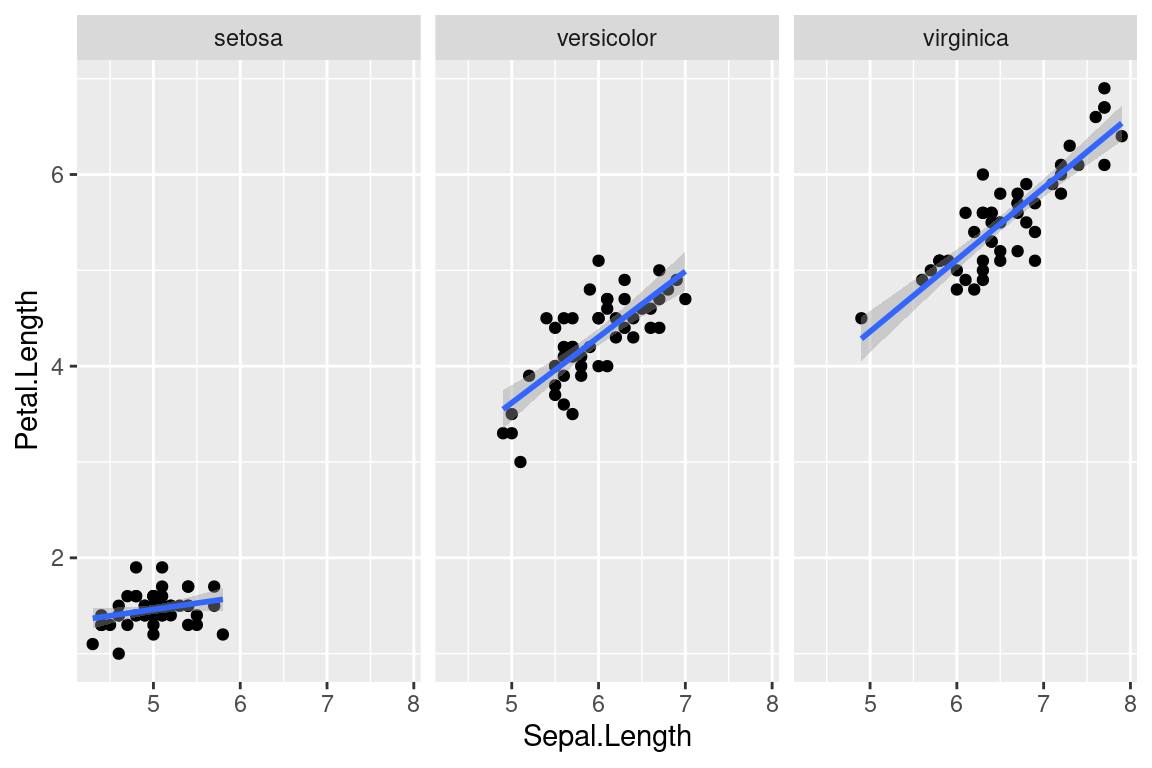 setosa versicolor virginica
Petal.Length
6
4
2
5 6 7 8 5 6 7 8 5 6 7 8
Sepal.Length